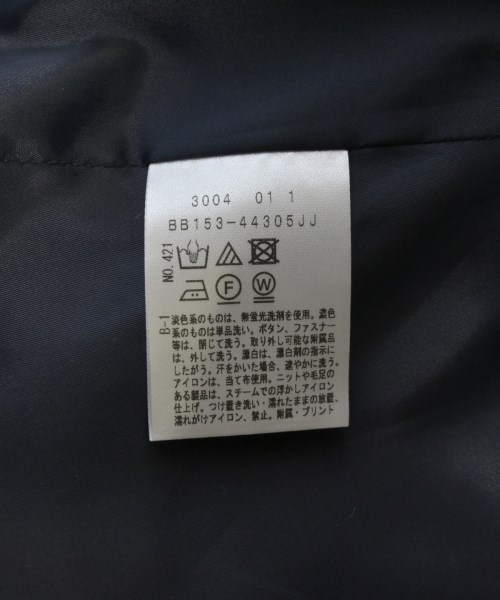 3004 01 1
BB153-44305JJ
NO.421
F W
B-1
淡色系のものは、無蛍光洗剤を使用。濃色
系のものは単品洗い。ボタン、ファスナー
等は、閉じて洗う。取り外し可能な附属品
は、外して洗う。漂白は、漂白剤の指示に
したがう。汗をかいた場合、速やかに洗う。
アイロンは、当て布使用。ニットや毛足の
ある製品は、スチームでの浮かしアイロン
仕上げ。つけ置き洗い・濡れたままの放置、
濡れがけアイロン、禁止。附属・プリント